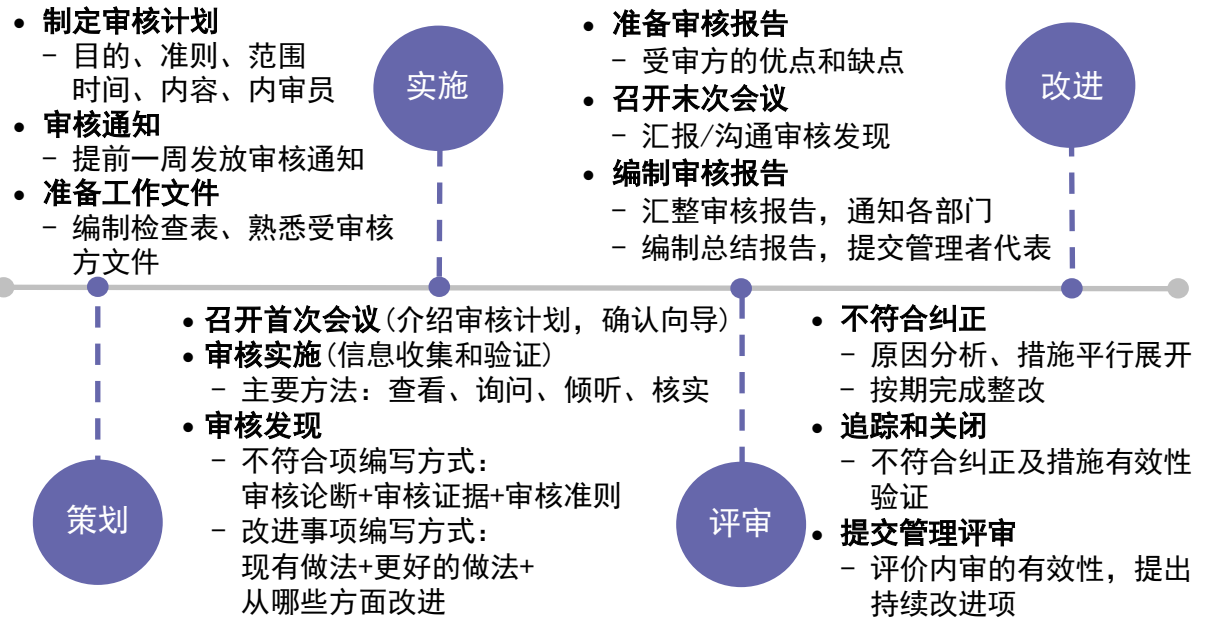 • 制定审核计划
- 目的、准则、范围
时间、内容、内审员
• 审核通知
- 提前一周发放审核通知
• 准备工作文件
- 编制检查表、熟悉受审核
方文件
实施
• 准备审核报告
- 受审方的优点和缺点
• 召开末次会议
- 汇报/沟通审核发现
• 编制审核报告
- 汇整审核报告，通知各部门
- 编制总结报告，提交管理者代表
改进
策划
• 召开首次会议(介绍审核计划，确认向导)
• 审核实施(信息收集和验证)
- 主要方法：查看、询问、倾听、核实
• 审核发现
- 不符合项编写方式：
审核论断+审核证据+审核准则
- 改进事项编写方式：
现有做法+更好的做法+
从哪些方面改进
评审
• 不符合纠正
- 原因分析、措施平行展开
- 按期完成整改
• 追踪和关闭
- 不符合纠正及措施有效性
验证
• 提交管理评审
- 评价内审的有效性，提出
持续改进项